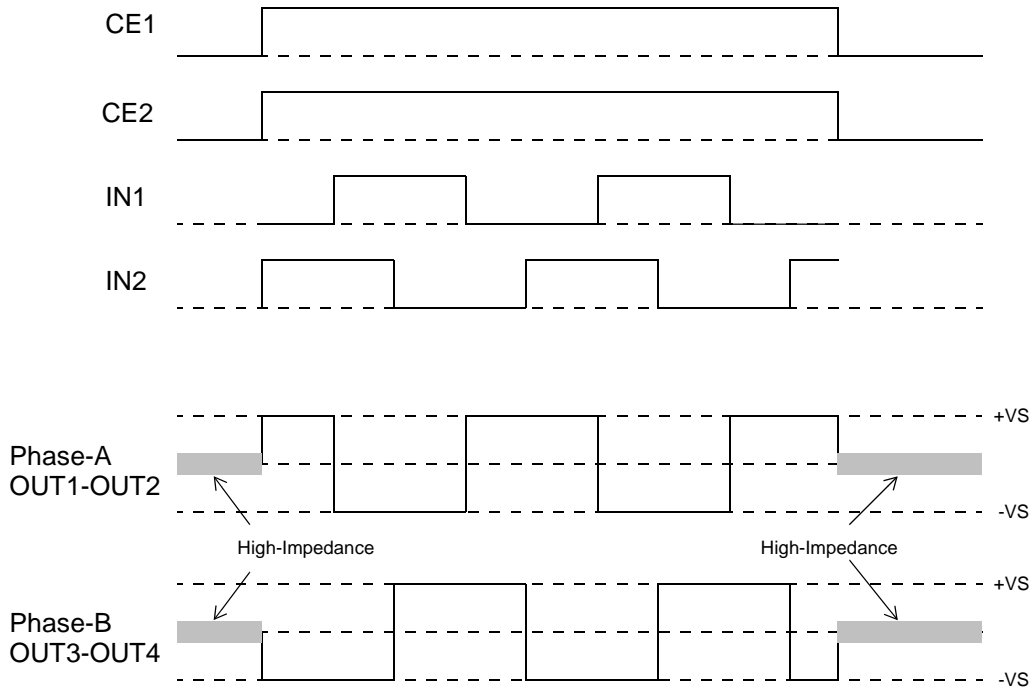 CE1
CE2
IN1
IN2
+VS
Phase-A
OUT1-OUT2
-VS
High-Impedance
High-Impedance
+VS
Phase-B
OUT3-OUT4
-VS